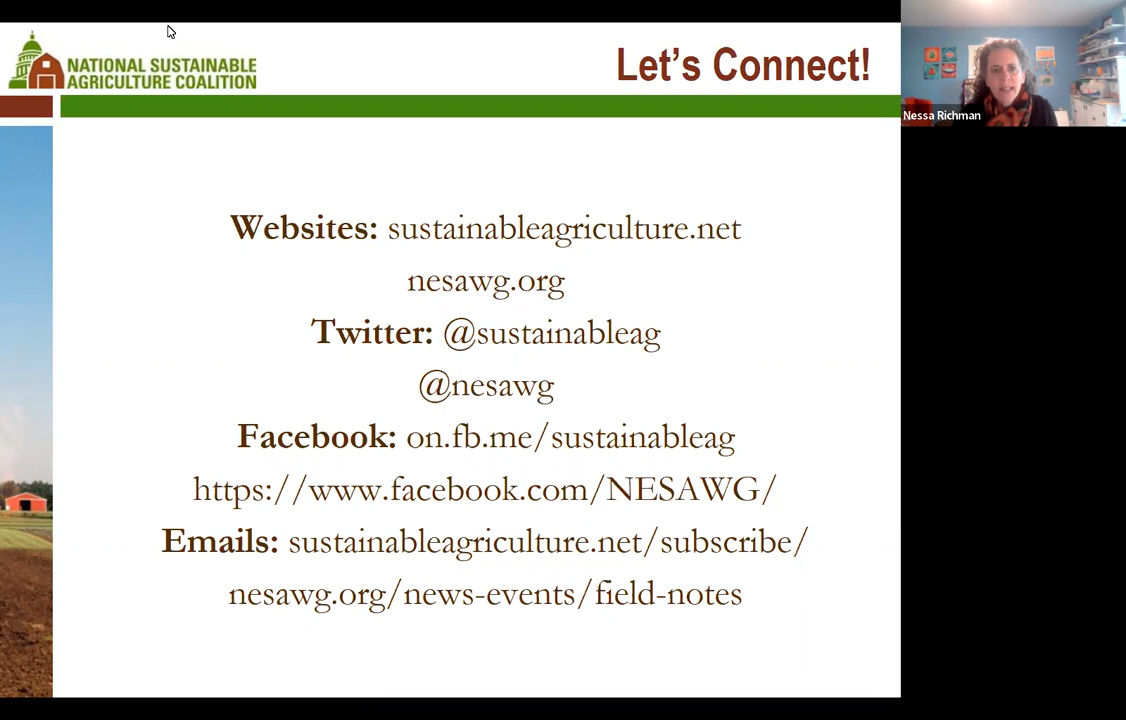 NATIONAL SUSTAINABLE
AGRICULTURE COALITION
Let's Connect!
Nessa Richman
Websites: sustainableagriculture.net
nesawg.org
Twitter: @sustainableag
@nesawg
Facebook: on.fb.me/sustainableag
https://www.facebook.com/NESAWG/
Emails: sustainableagriculture.net/subscribe/
nesawg.org/news-events/field-notes